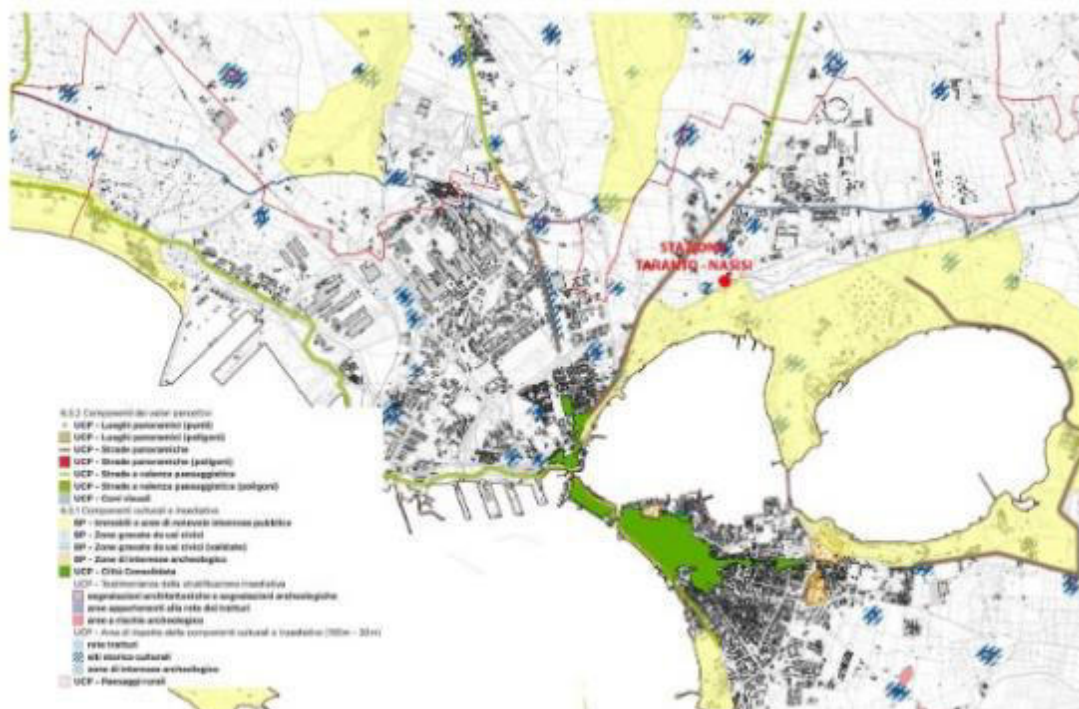 STAZIONE
TARANTO - NASISI
6.3.2 Componenti dei valori percettivi
UCP - Luoghi panoramici (punti)
UCP - Luoghi panoramici (poligoni)
UCP - Strade panoramiche
UCP - Strade panoramiche (poligoni)
UCP - Strade a valenza paesaggistica
UCP - Strade a valenza paesaggistica (poligoni)
UCP - Coni visuali
6.3.1 Componenti culturali e insediative
BP - Immobili e aree di notevole interesse pubblico
BP - Zone gravate da usi civici
BP - Zone gravate da usi civici (validate)
BP - Zone di interesse archeologico
UCP - Città Consolidata
UCP - Testimonianza della stratificazione insediativa
segnalazioni architettoniche e segnalazioni archeologiche
aree appartenenti alla rete dei tratturi
aree a rischio archeologico
UCP - Area di rispetto delle componenti culturali e insediative (100m - 30m)
rete tratturi
siti storico culturali
zone di interesse archeologico
UCP - Paesaggi rurali